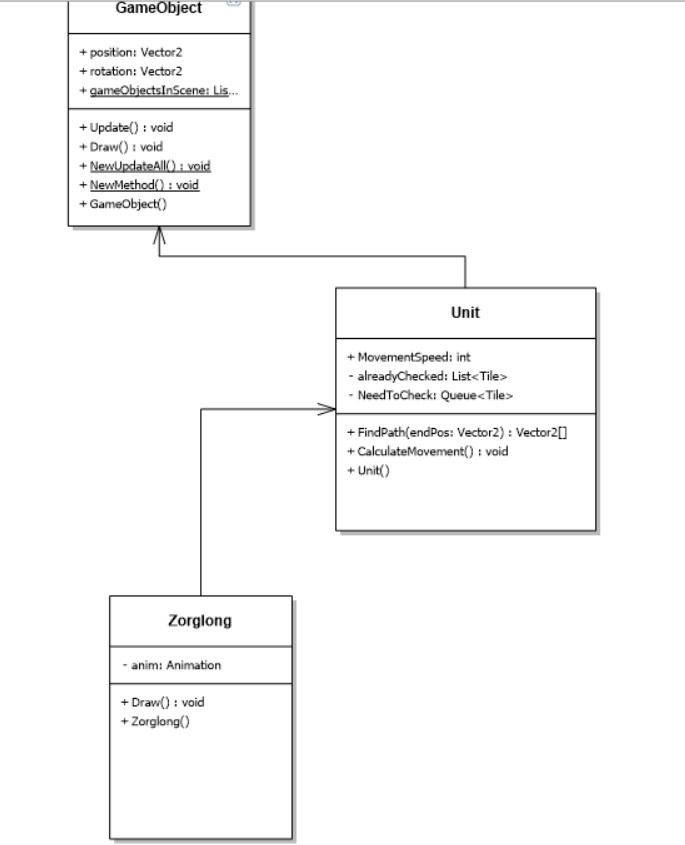 GameObject
+ position: Vector2
+ rotation: Vector2
+ gameObjectsInScene: Lis...
+ Update() : void
+ Draw() : void
+ NewUpdateAll() : void
+ NewMethod() : void
+ GameObject()
Unit
+ MovementSpeed: int
- alreadyChecked: List<Tile>
- NeedToCheck: Queue<Tile>
+ FindPath(endPos: Vector2) : Vector2[]
+ CalculateMovement() : void
+ Unit()
Zorglong
- anim: Animation
+ Draw() : void
+ Zorglong()